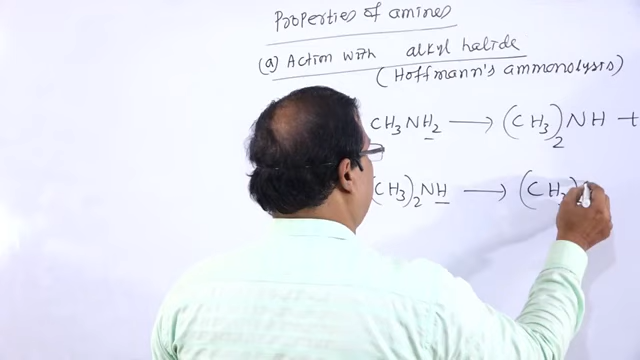 Properties of amines
(a) Action with alkyl halide
(Hoffmann's ammonolysis)
CH3NH2 ⟶ (CH3)2NH +
(CH3)2NH ⟶ (CH3)